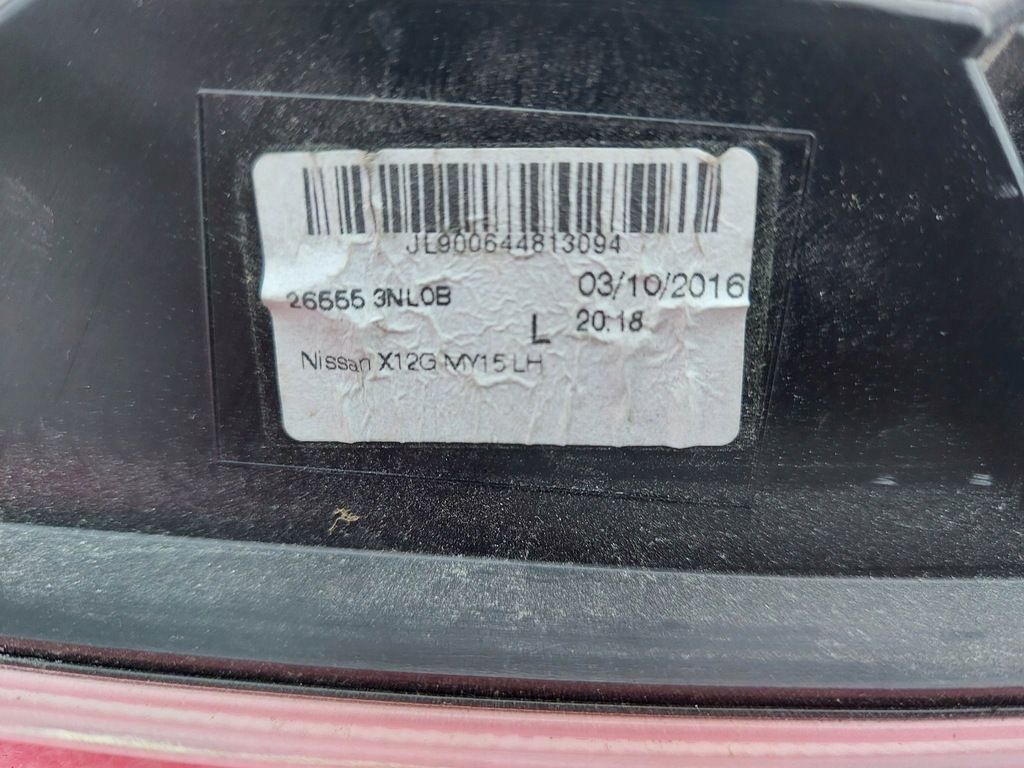 JL900644813094
26555 3NL0B
03/10/2016
L
20:18
Nissan X12G MY15 LH